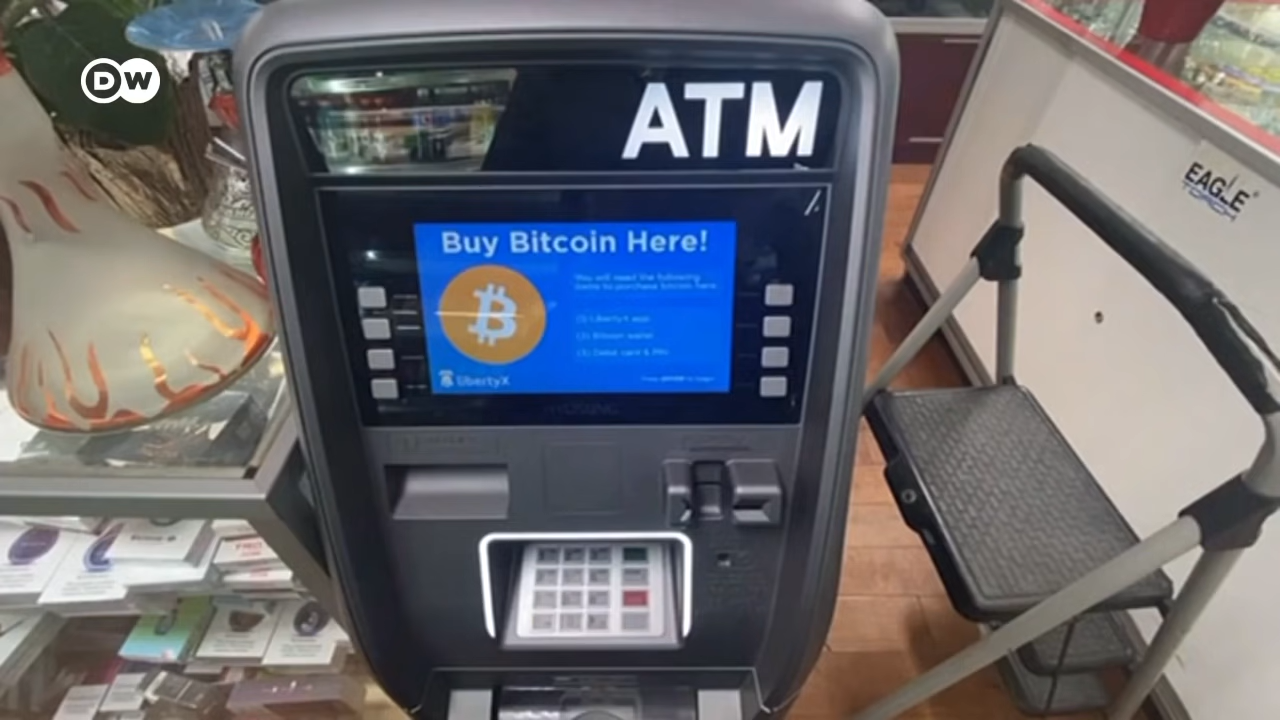 DW
ATM
EAGLE
TORCH
Buy Bitcoin Here!
You will need the following
items to purchase bitcoin here:
(1) LibertyX app
(2) Bitcoin wallet
(3) Debit card & PIN
libertyX